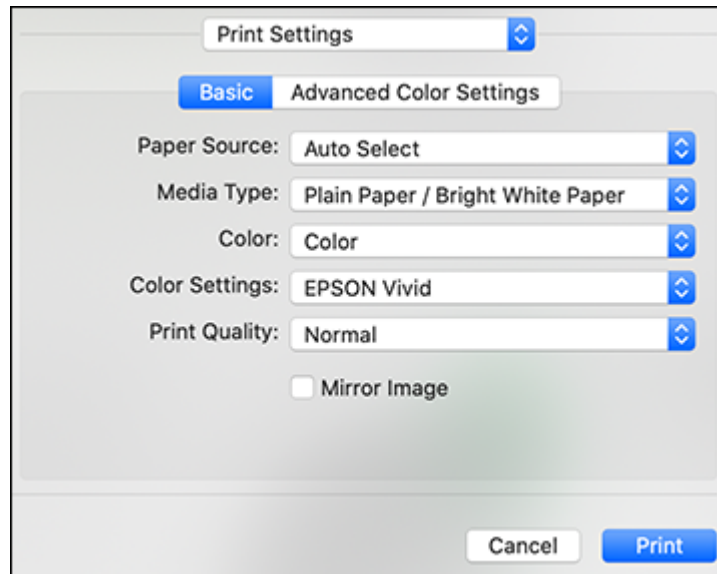 Print Settings
Basic Advanced Color Settings
Paper Source: Auto Select
Media Type: Plain Paper / Bright White Paper
Color: Color
Color Settings: EPSON Vivid
Print Quality: Normal
Mirror Image
Cancel Print